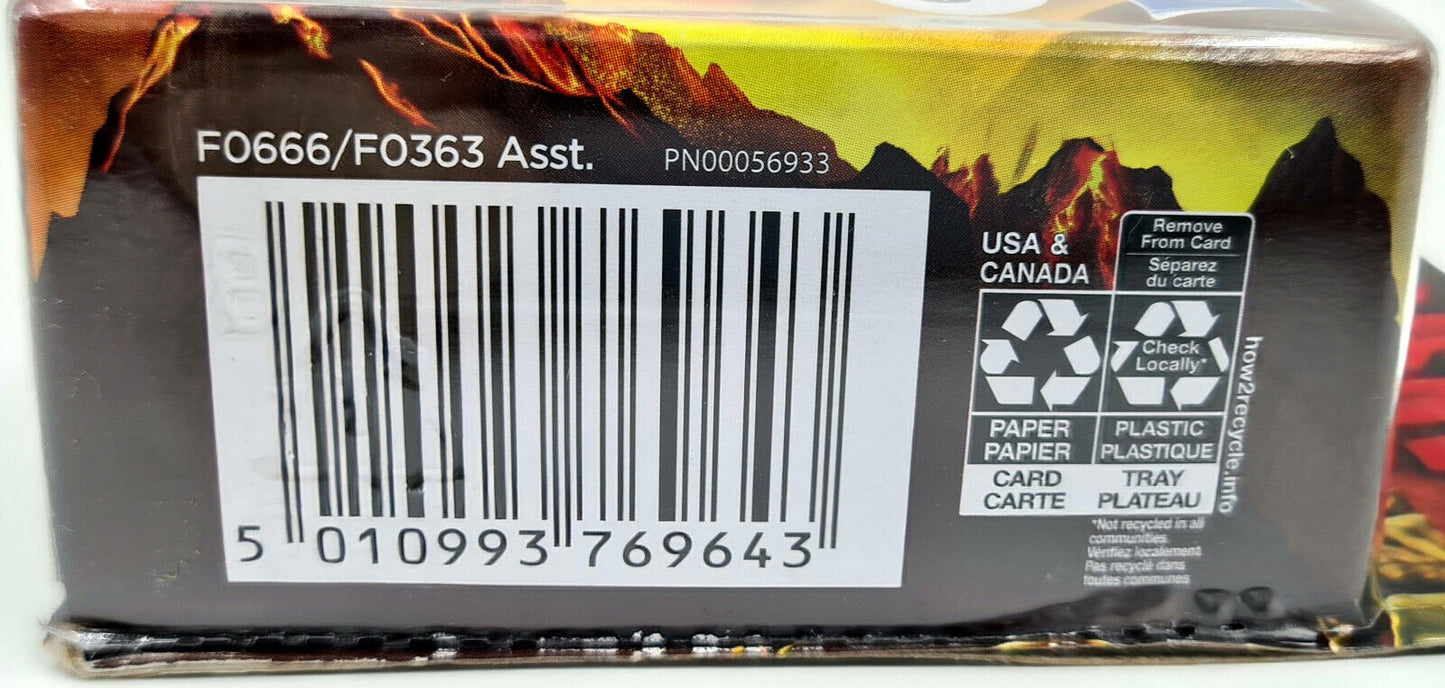 F0666/F0363 Asst.
PN00056933
5 010993 769643
USA &
CANADA
Remove
From Card
Séparez
du carte
Check
Locally*
PAPER
PAPIER
PLASTIC
PLASTIQUE
CARD
CARTE
TRAY
PLATEAU
how2recycle.info
*Not recycled in all
communities.
Vérifiez localement
Pas recyclé dans
toutes communes